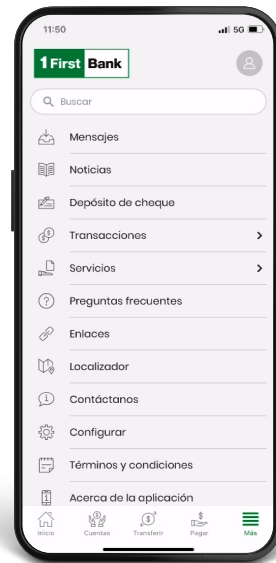 11:50
5G
1 First Bank
Buscar
Mensajes
Noticias
Depósito de cheque
Transacciones
Servicios
Preguntas frecuentes
Enlaces
Localizador
Contáctanos
Configurar
Términos y condiciones
Acerca de la aplicación
Inicio Cuentas Transferir Pagar Más